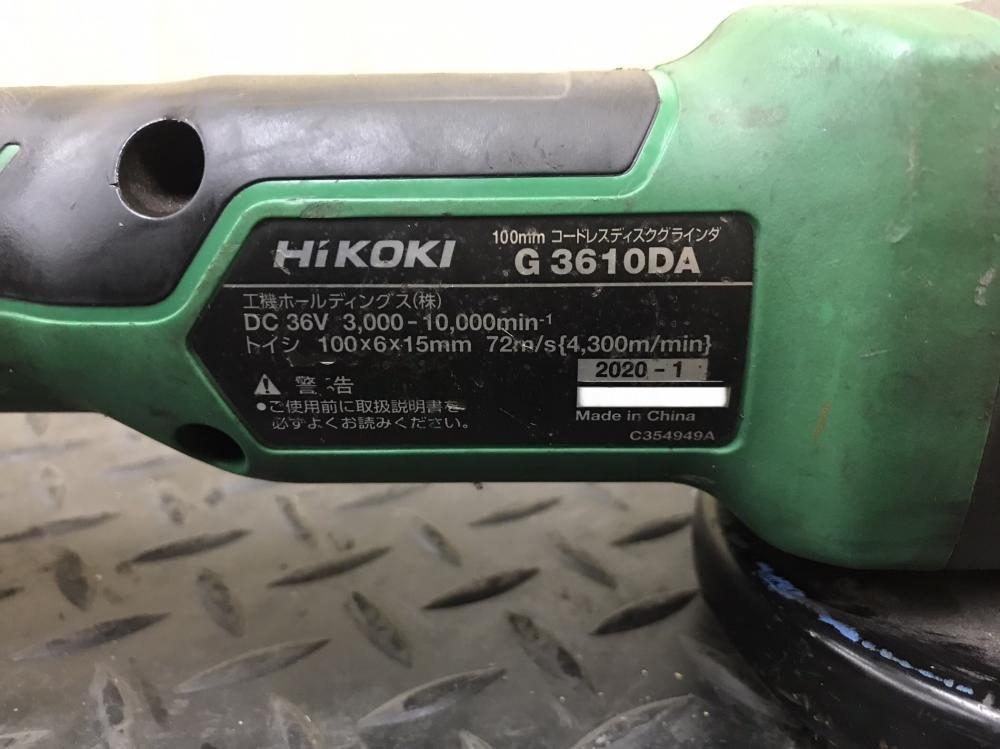 HiKOKI
100mm コードレスディスクグラインダ
G 3610DA
工機ホールディングス(株)
DC 36V 3,000-10,000min-1
トイシ 100×6×15mm 72m/s{4,300m/min}
2020 - 1
警告
●ご使用前に取扱説明書を
必ずよくお読みください。
Made in China
C354949A